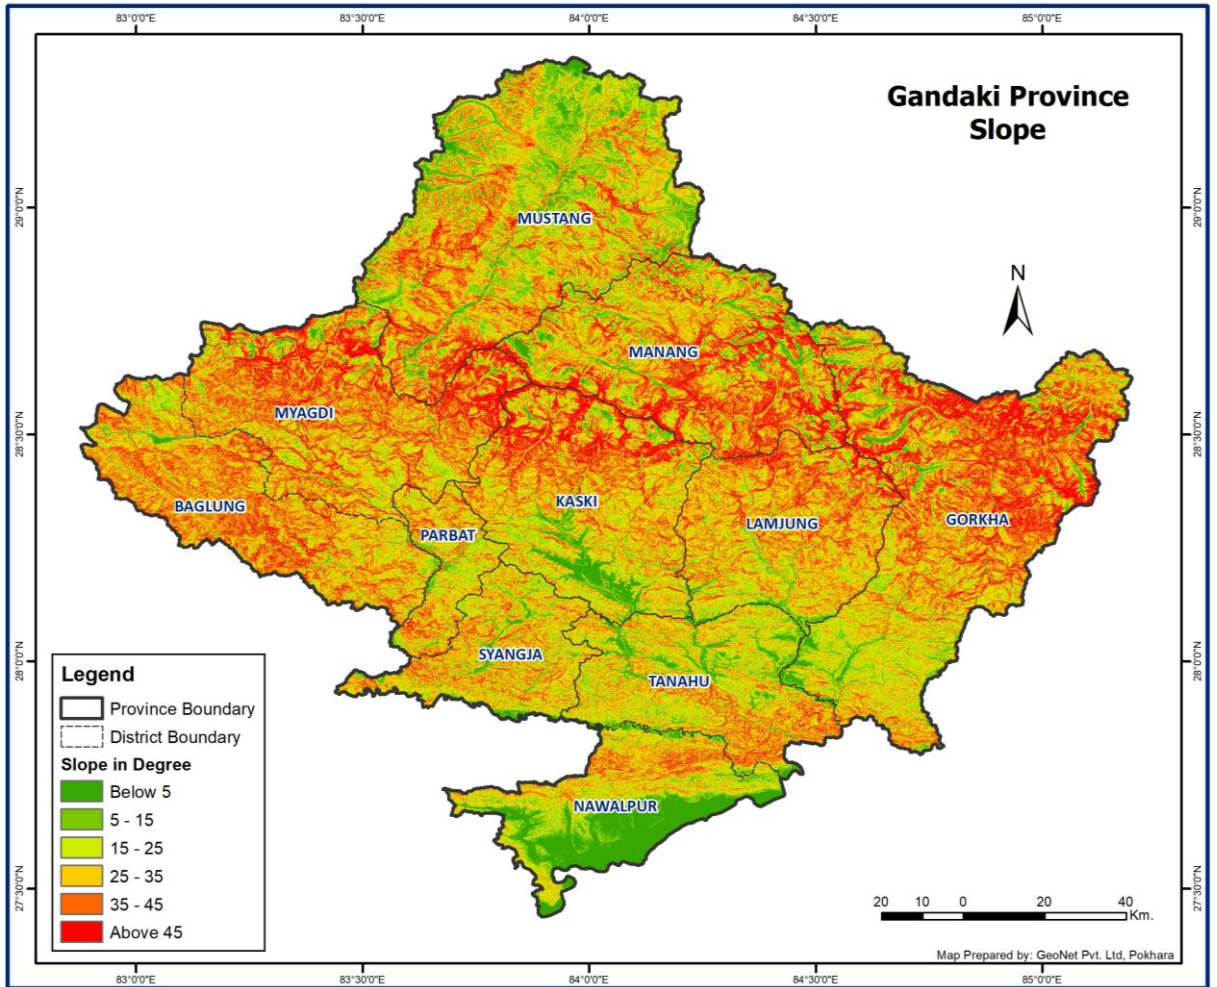 83°0'0"E 83°30'0"E 84°0'0"E 84°30'0"E 85°0'0"E
Gandaki Province
Slope
29°0'0"N
29°0'0"N
MUSTANG
N
MANANG
MYAGDI
28°30'0"N
28°30'0"N
BAGLUNG
KASKI
LAMJUNG
GORKHA
PARBAT
SYANGJA
28°0'0"N
28°0'0"N
TANAHU
NAWALPUR
Legend
Province Boundary
District Boundary
Slope in Degree
Below 5
5 - 15
15 - 25
25 - 35
35 - 45
Above 45
27°30'0"N
27°30'0"N
20 10 0 20 40
Km.
Map Prepared by: GeoNet Pvt. Ltd, Pokhara
83°0'0"E 83°30'0"E 84°0'0"E 84°30'0"E 85°0'0"E